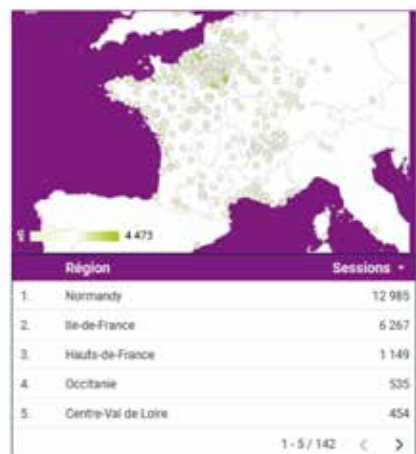 4 473
Région Sessions
1. Normandy 12 985
2. Ile-de-France 6 267
3. Hauts-de-France 1 149
4. Occitanie 535
5. Centre-Val de Loire 454
1 - 5 / 142 < >